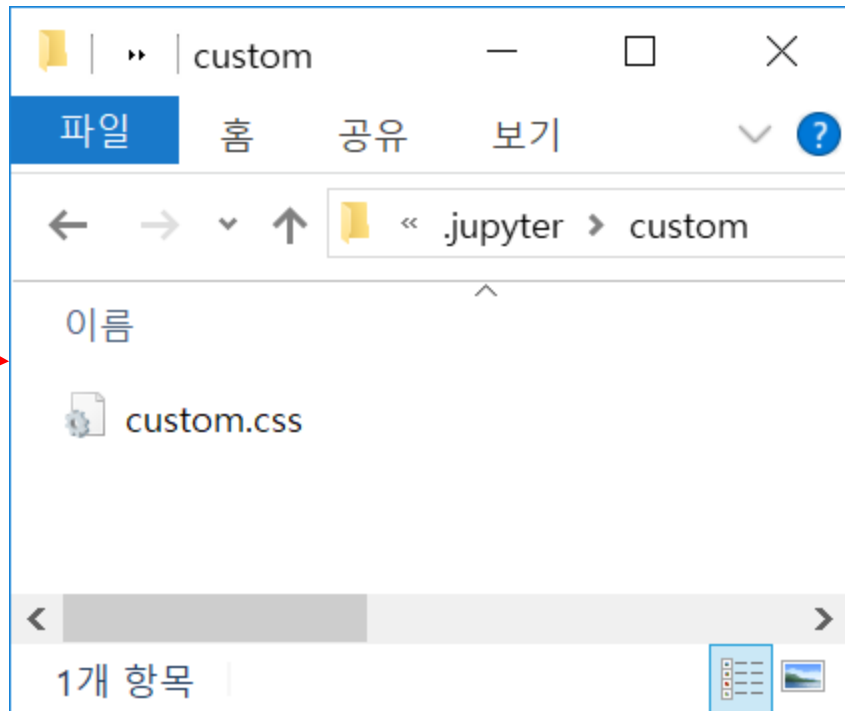 custom
파일 홈 공유 보기 ?
« .jupyter > custom
이름
custom.css
1개 항목